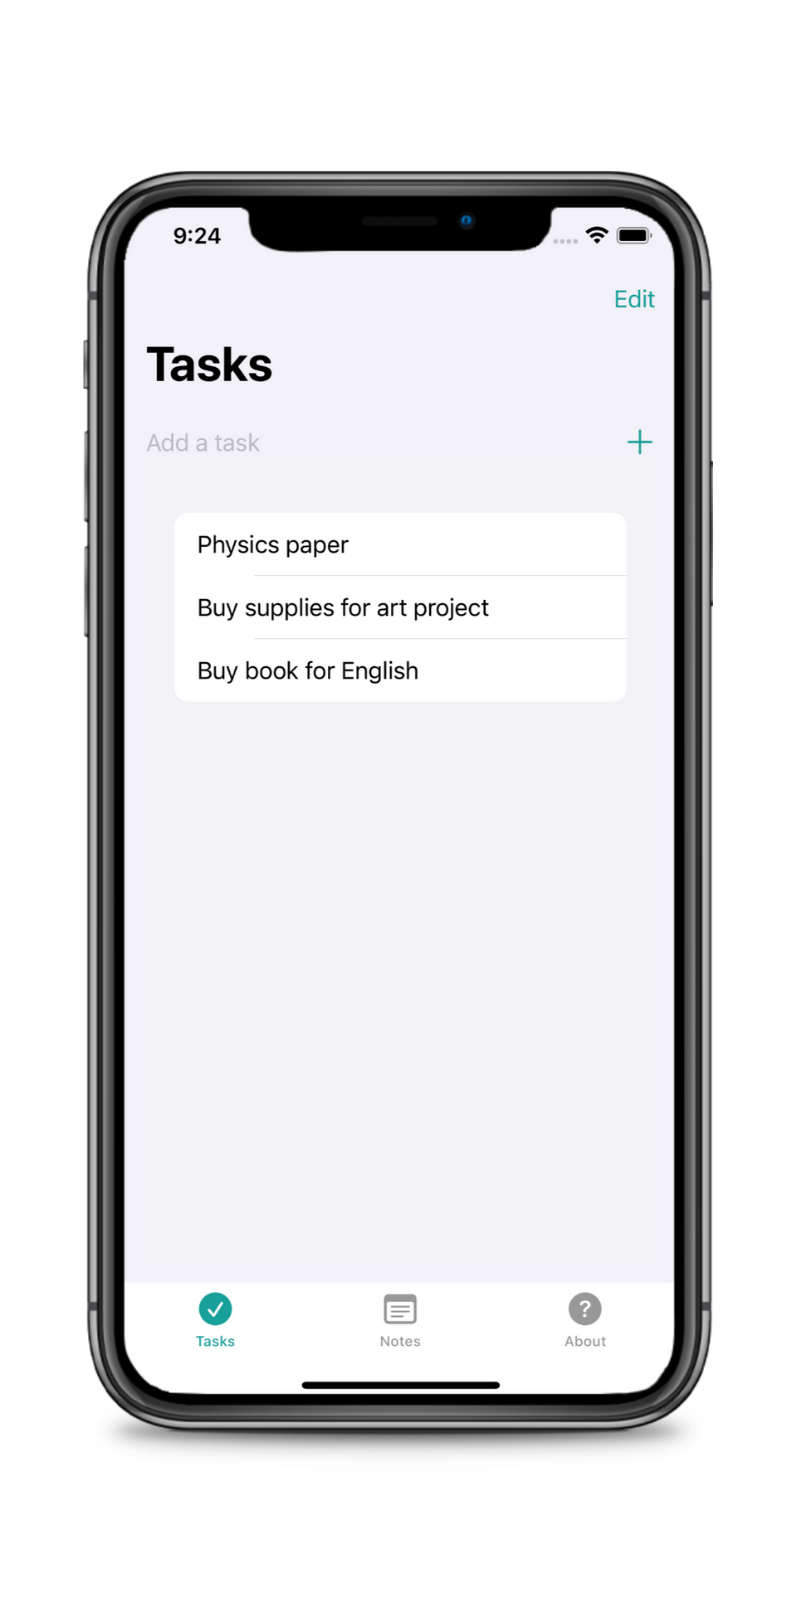 9:24
Edit
Tasks
Add a task
Physics paper
Buy supplies for art project
Buy book for English
Tasks
Notes
About